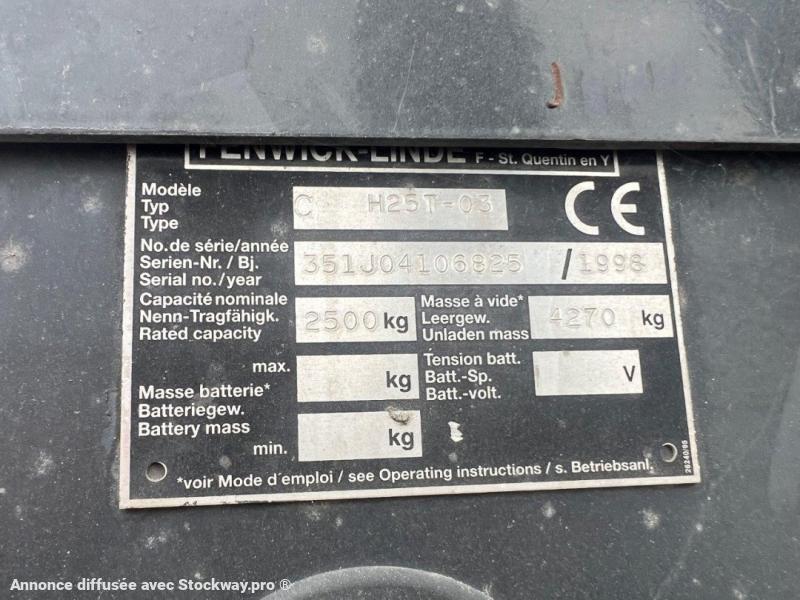 FENWICK-LINDE F - St. Quentin en Y
Modèle
Typ
Type
C H25T-03
CE
No.de série/année
Serien-Nr. / Bj.
Serial no./year
351J04106825 / 1998
Capacité nominale
Nenn-Tragfähigk.
Rated capacity
2500 kg
Masse à vide*
Leergew.
Unladen mass
4270 kg
max.
kg
Tension batt.
Batt.-Sp.
Batt.-volt.
V
Masse batterie*
Batteriegew.
Battery mass
min.
kg
*voir Mode d´emploi / see Operating instructions / s. Betriebsanl.
26240/95
Annonce diffusée avec Stockway.pro ®